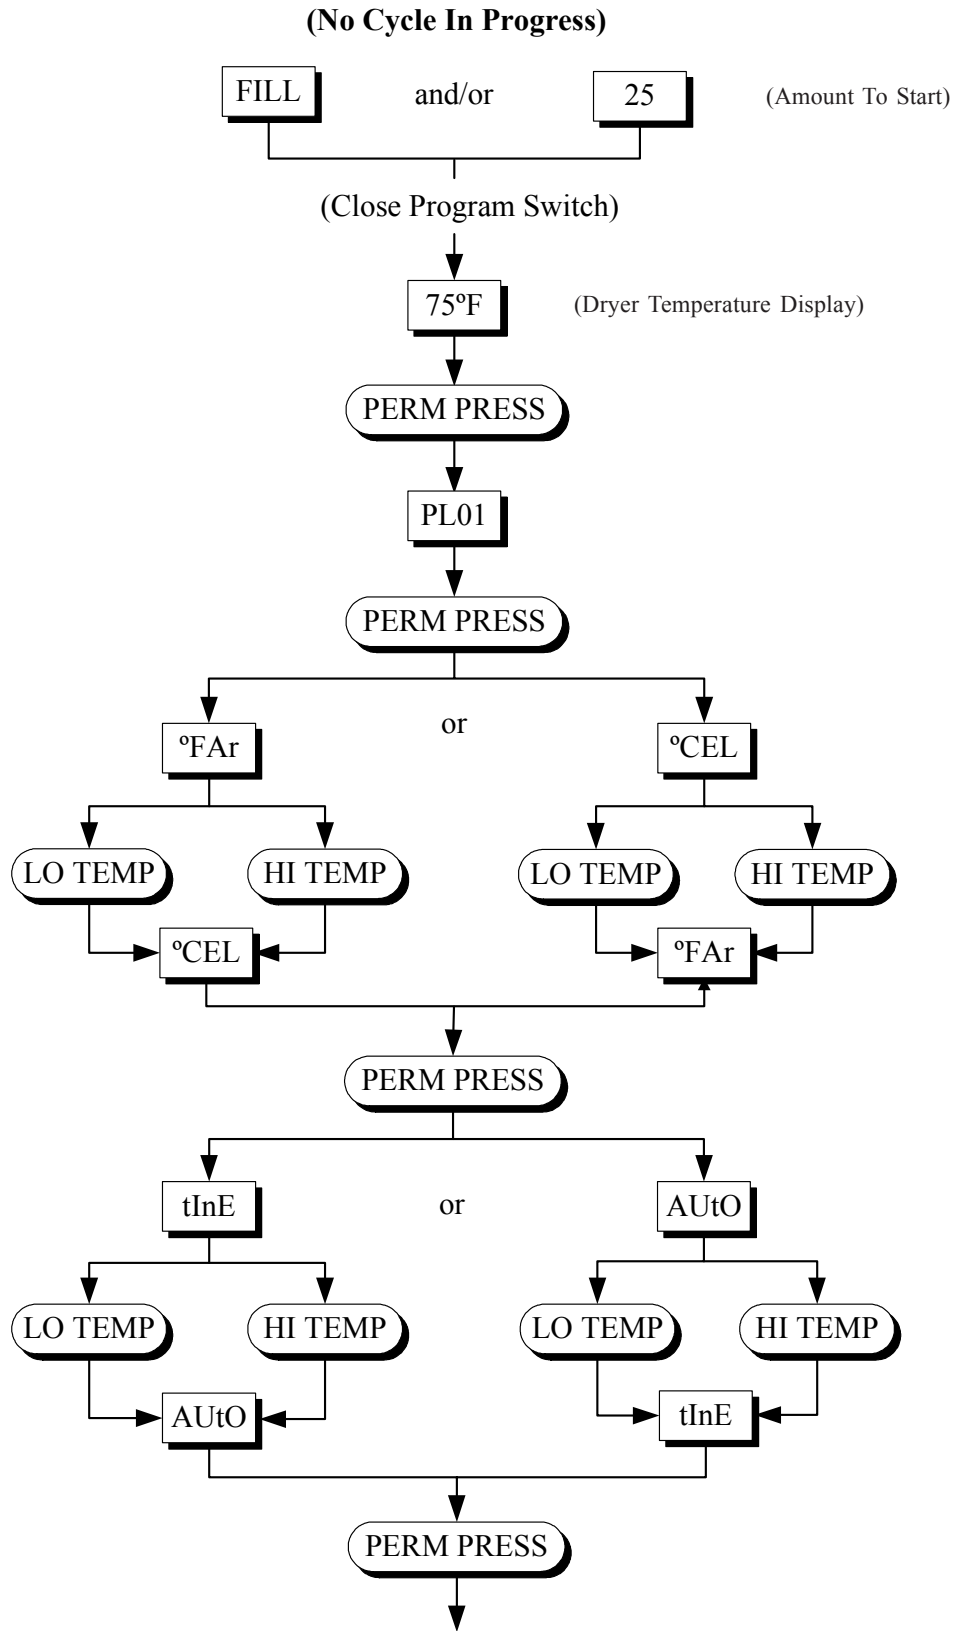 (No Cycle In Progress)
FILL and/or 25 (Amount To Start)
(Close Program Switch)
75ºF (Dryer Temperature Display)
PERM PRESS
PL01
PERM PRESS
ºFAr or ºCEL
LO TEMP HI TEMP LO TEMP HI TEMP
ºCEL ºFAr
PERM PRESS
tInE or AUtO
LO TEMP HI TEMP LO TEMP HI TEMP
AUtO tInE
PERM PRESS